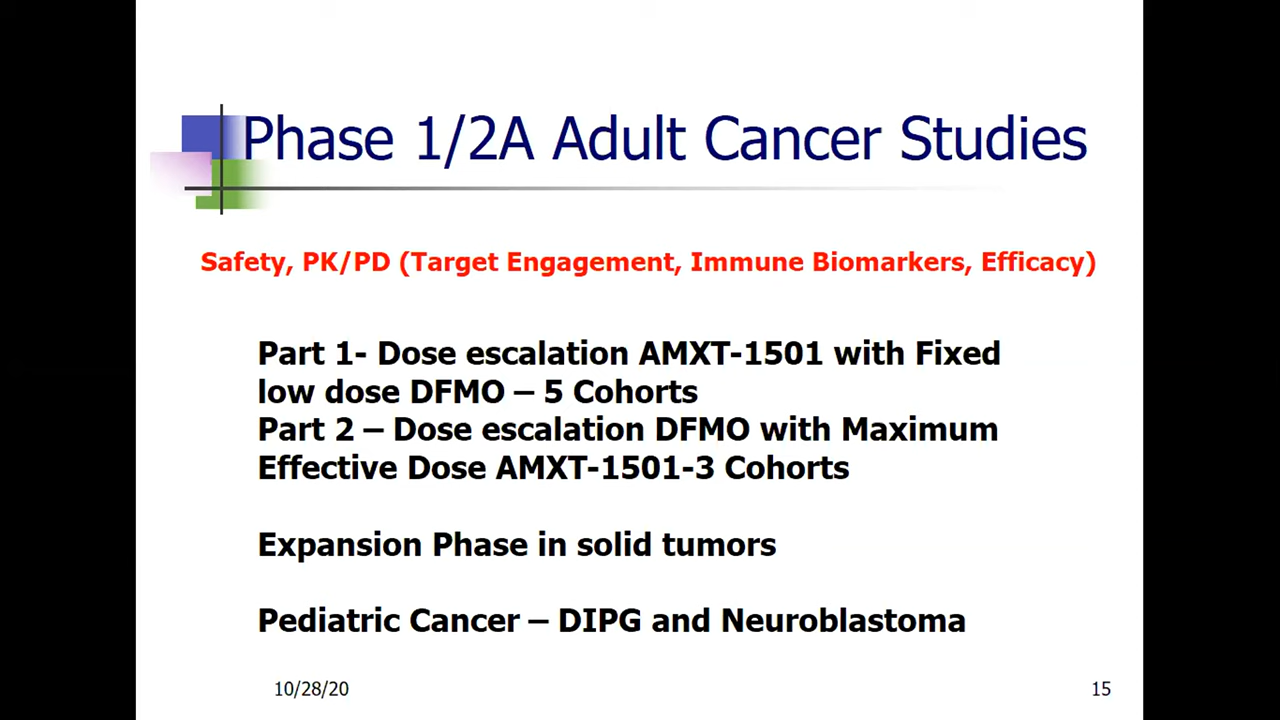 Phase 1/2A Adult Cancer Studies
Safety, PK/PD (Target Engagement, Immune Biomarkers, Efficacy)
Part 1- Dose escalation AMXT-1501 with Fixed
low dose DFMO – 5 Cohorts
Part 2 – Dose escalation DFMO with Maximum
Effective Dose AMXT-1501-3 Cohorts
Expansion Phase in solid tumors
Pediatric Cancer – DIPG and Neuroblastoma
10/28/20
15